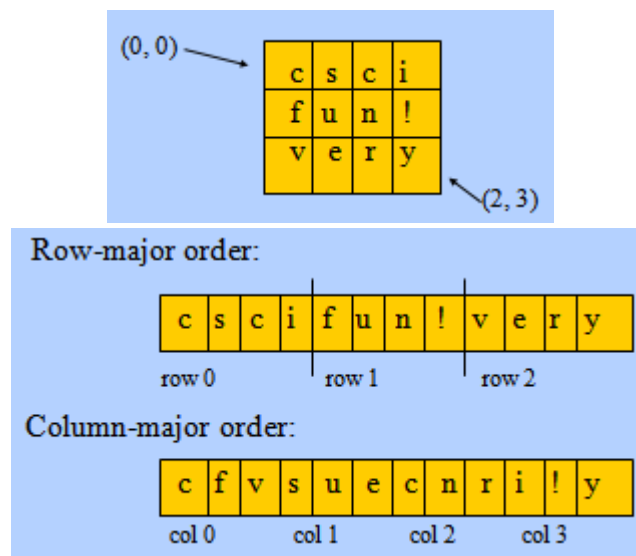 (0, 0)
c s c i
f u n !
v e r y
(2, 3)
Row-major order:
c s c i f u n ! v e r y
row 0 row 1 row 2
Column-major order:
c f v s u e c n r i ! y
col 0 col 1 col 2 col 3